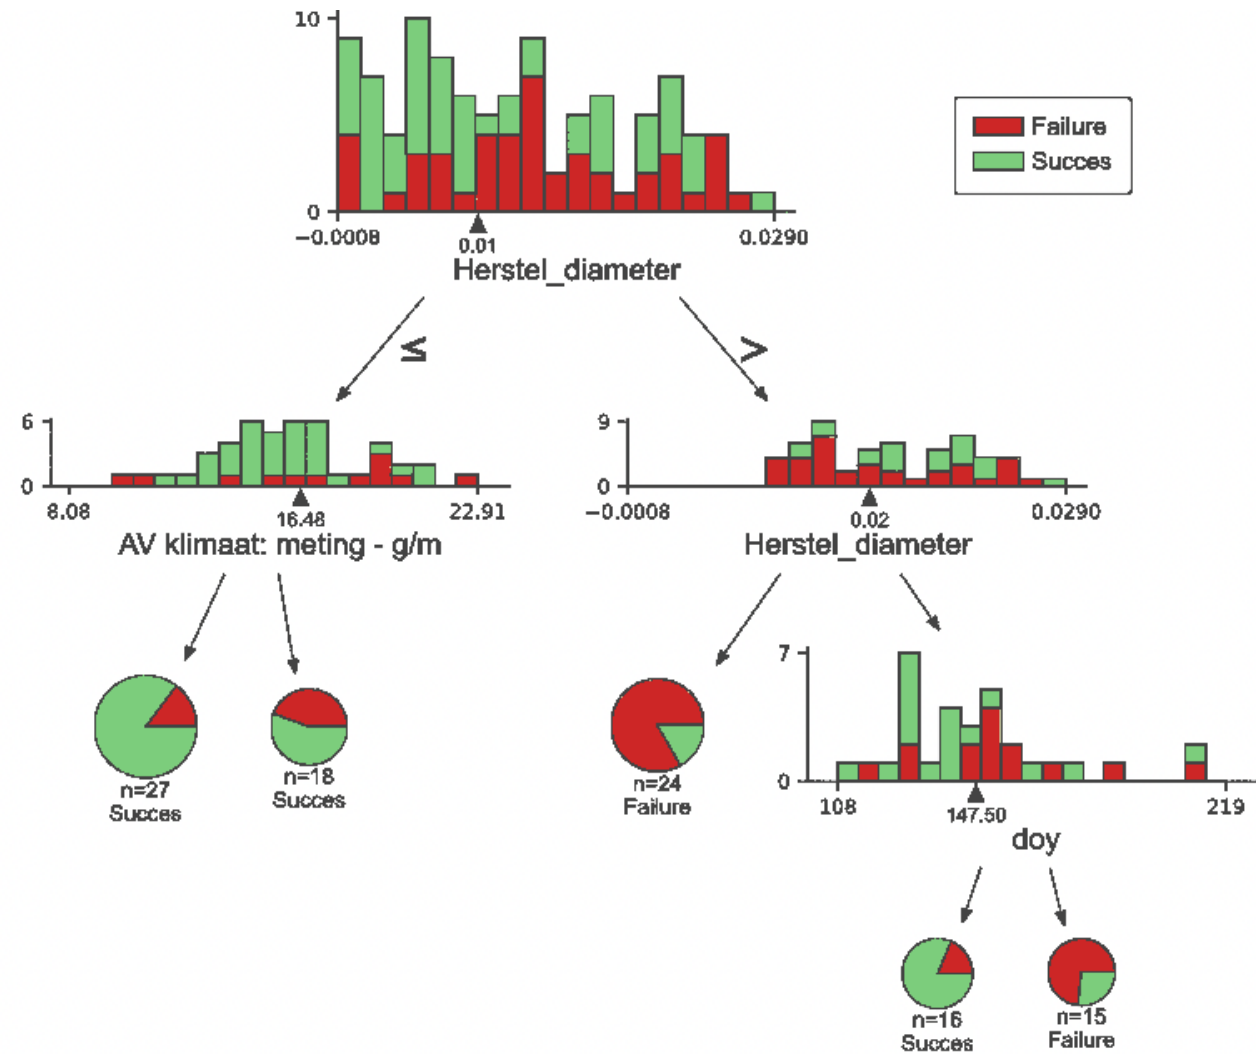 10
0
−0.0008
0.01
0.0290
Herstel_diameter
Failure
Succes
≤
>
6
0
8.08
16.48
22.91
AV klimaat: meting - g/m
9
0
−0.0008
0.02
0.0290
Herstel_diameter
n=27
Succes
n=18
Succes
n=24
Failure
7
0
108
147.50
219
doy
n=16
Succes
n=15
Failure